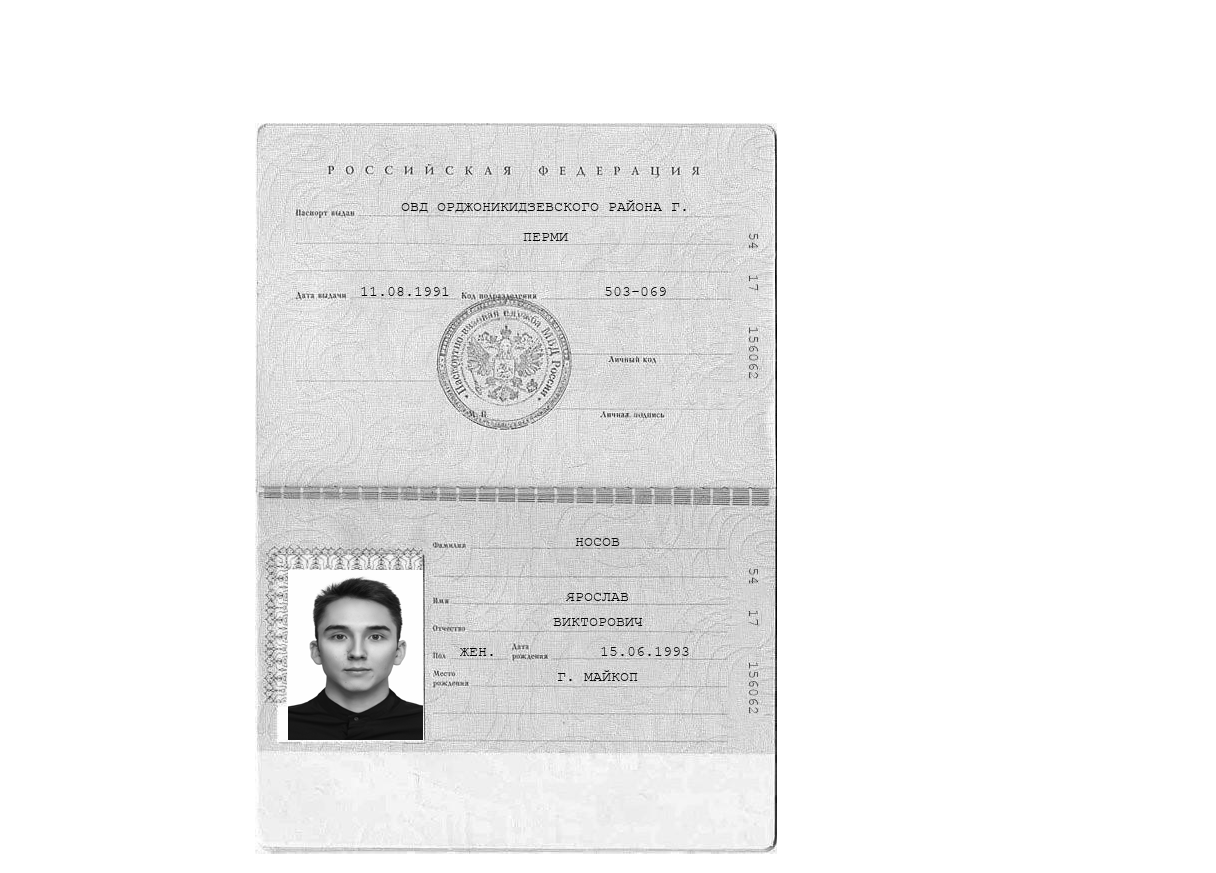 РОССИЙСКАЯ ФЕДЕРАЦИЯ
Паспорт выдан ОВД ОРДЖОНИКИДЗЕВСКОГО РАЙОНА Г.
ПЕРМИ
Дата выдачи 11.08.1991 Код подразделения 503-069
Паспортно-визовая служба МВД России
Личный код
М. П. Личная подпись
54 17 156062
Фамилия НОСОВ
Имя ЯРОСЛАВ
Отчество ВИКТОРОВИЧ
Пол ЖЕН. Дата рождения 15.06.1993
Место рождения Г. МАЙКОП
54 17 156062